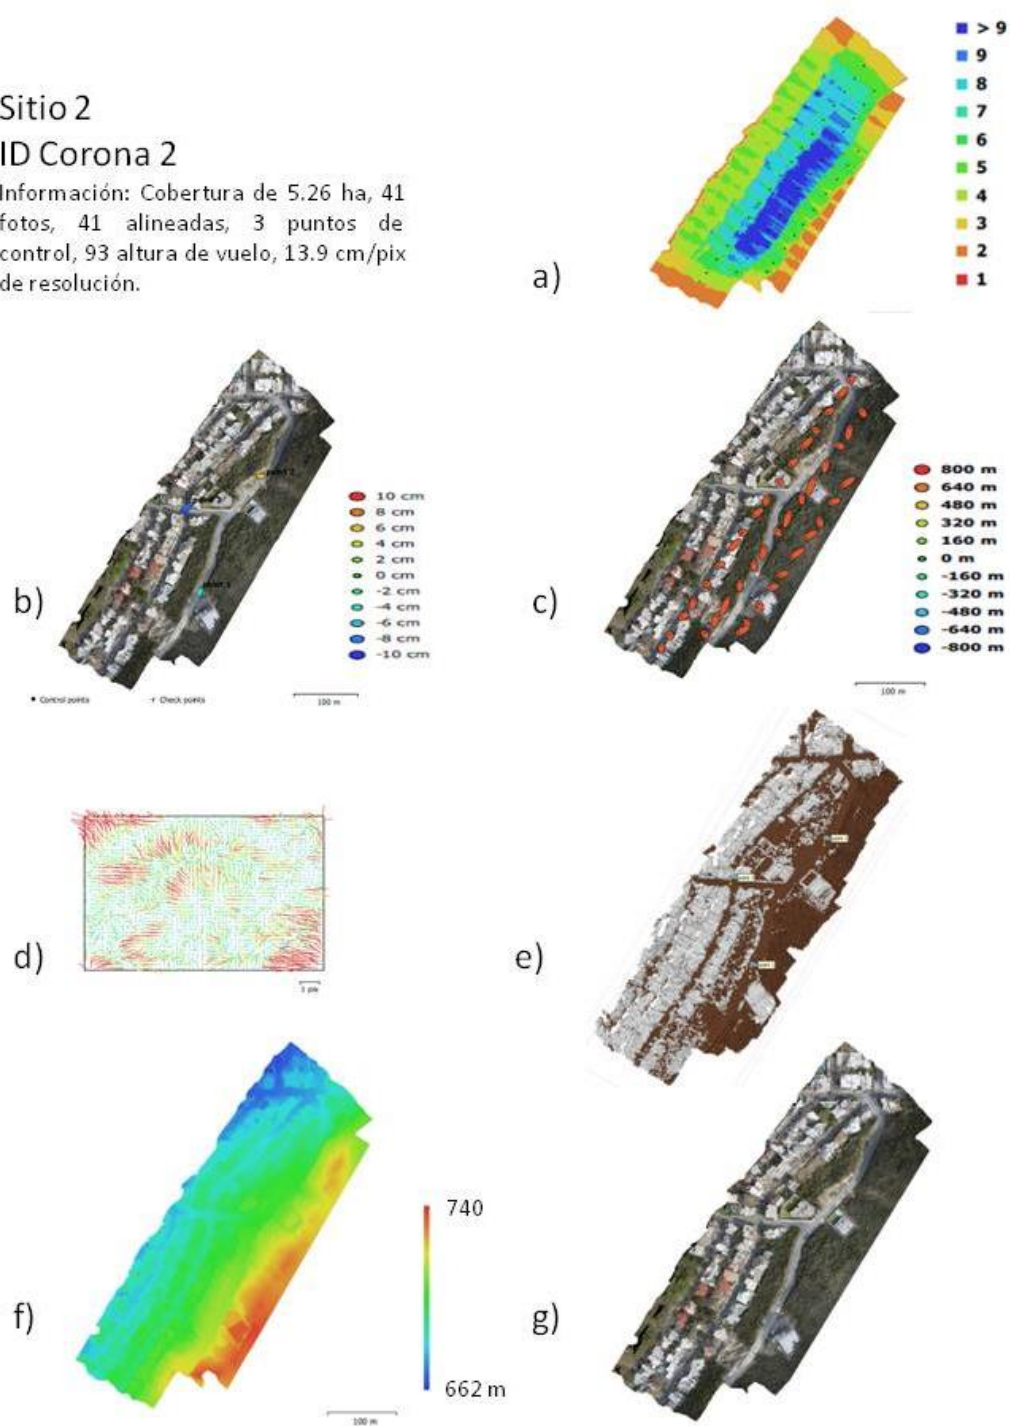 Sitio 2
ID Corona 2
Información: Cobertura de 5.26 ha, 41
fotos, 41 alineadas, 3 puntos de
control, 93 altura de vuelo, 13.9 cm/pix
de resolución.
a)
> 9
9
8
7
6
5
4
3
2
1
b)
10 cm
8 cm
6 cm
4 cm
2 cm
0 cm
-2 cm
-4 cm
-6 cm
-8 cm
-10 cm
Control points
Check points
100 m
c)
800 m
640 m
480 m
320 m
160 m
0 m
-160 m
-320 m
-480 m
-640 m
-800 m
100 m
d)
1 pix
e)
f)
740
662 m
100 m
g)